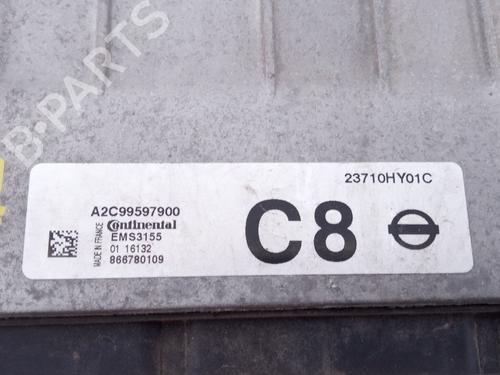 B-PARTS
23710HY01C
A2C99597900
Continental
EMS3155
01 16132
866780109
MADE IN FRANCE
C8